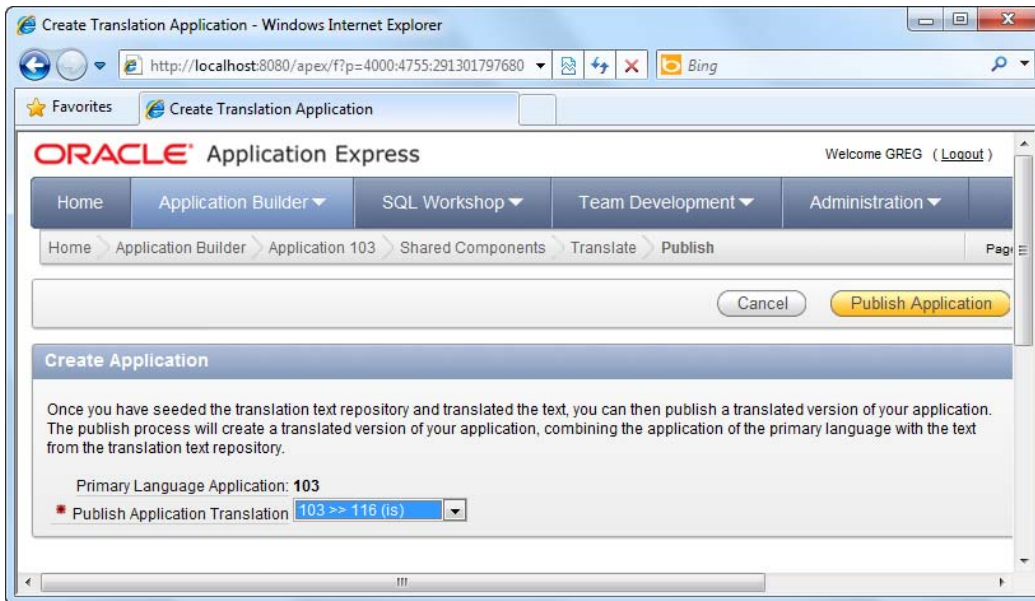 Create Translation Application - Windows Internet Explorer
http://localhost:8080/apex/f?p=4000:4755:291301797680
Bing
Favorites
Create Translation Application
ORACLE Application Express
Welcome GREG ( Logout )
Home Application Builder SQL Workshop Team Development Administration
Home Application Builder Application 103 Shared Components Translate Publish
Cancel Publish Application
Create Application
Once you have seeded the translation text repository and translated the text, you can then publish a translated version of your application.
The publish process will create a translated version of your application, combining the application of the primary language with the text
from the translation text repository.
Primary Language Application: 103
Publish Application Translation 103 >> 116 (is)